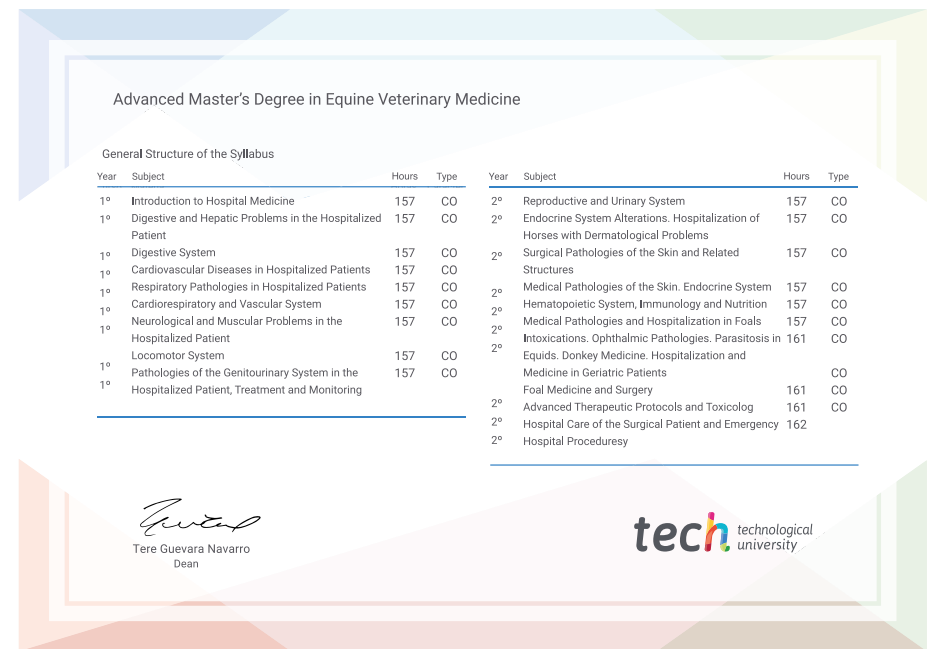 Advanced Master's Degree in Equine Veterinary Medicine
General Structure of the Syllabus
Year Subject Hours Type
1º Introduction to Hospital Medicine 157 CO
1º Digestive and Hepatic Problems in the Hospitalized 157 CO
Patient
1º Digestive System 157 CO
1º Cardiovascular Diseases in Hospitalized Patients 157 CO
1º Respiratory Pathologies in Hospitalized Patients 157 CO
1º Cardiorespiratory and Vascular System 157 CO
1º Neurological and Muscular Problems in the 157 CO
Hospitalized Patient
1º Locomotor System 157 CO
1º Pathologies of the Genitourinary System in the 157 CO
Hospitalized Patient, Treatment and Monitoring
Year Subject Hours Type
2º Reproductive and Urinary System 157 CO
2º Endocrine System Alterations. Hospitalization of 157 CO
Horses with Dermatological Problems
2º Surgical Pathologies of the Skin and Related 157 CO
Structures
2º Medical Pathologies of the Skin. Endocrine System 157 CO
2º Hematopoietic System, Immunology and Nutrition 157 CO
2º Medical Pathologies and Hospitalization in Foals 157 CO
2º Intoxications. Ophthalmic Pathologies. Parasitosis in 161 CO
Equids. Donkey Medicine. Hospitalization and
Medicine in Geriatric Patients CO
Foal Medicine and Surgery 161 CO
2º Advanced Therapeutic Protocols and Toxicolog 161 CO
2º Hospital Care of the Surgical Patient and Emergency 162
2º Hospital Proceduresy
Tere Guevara Navarro
Dean
tech technological
university